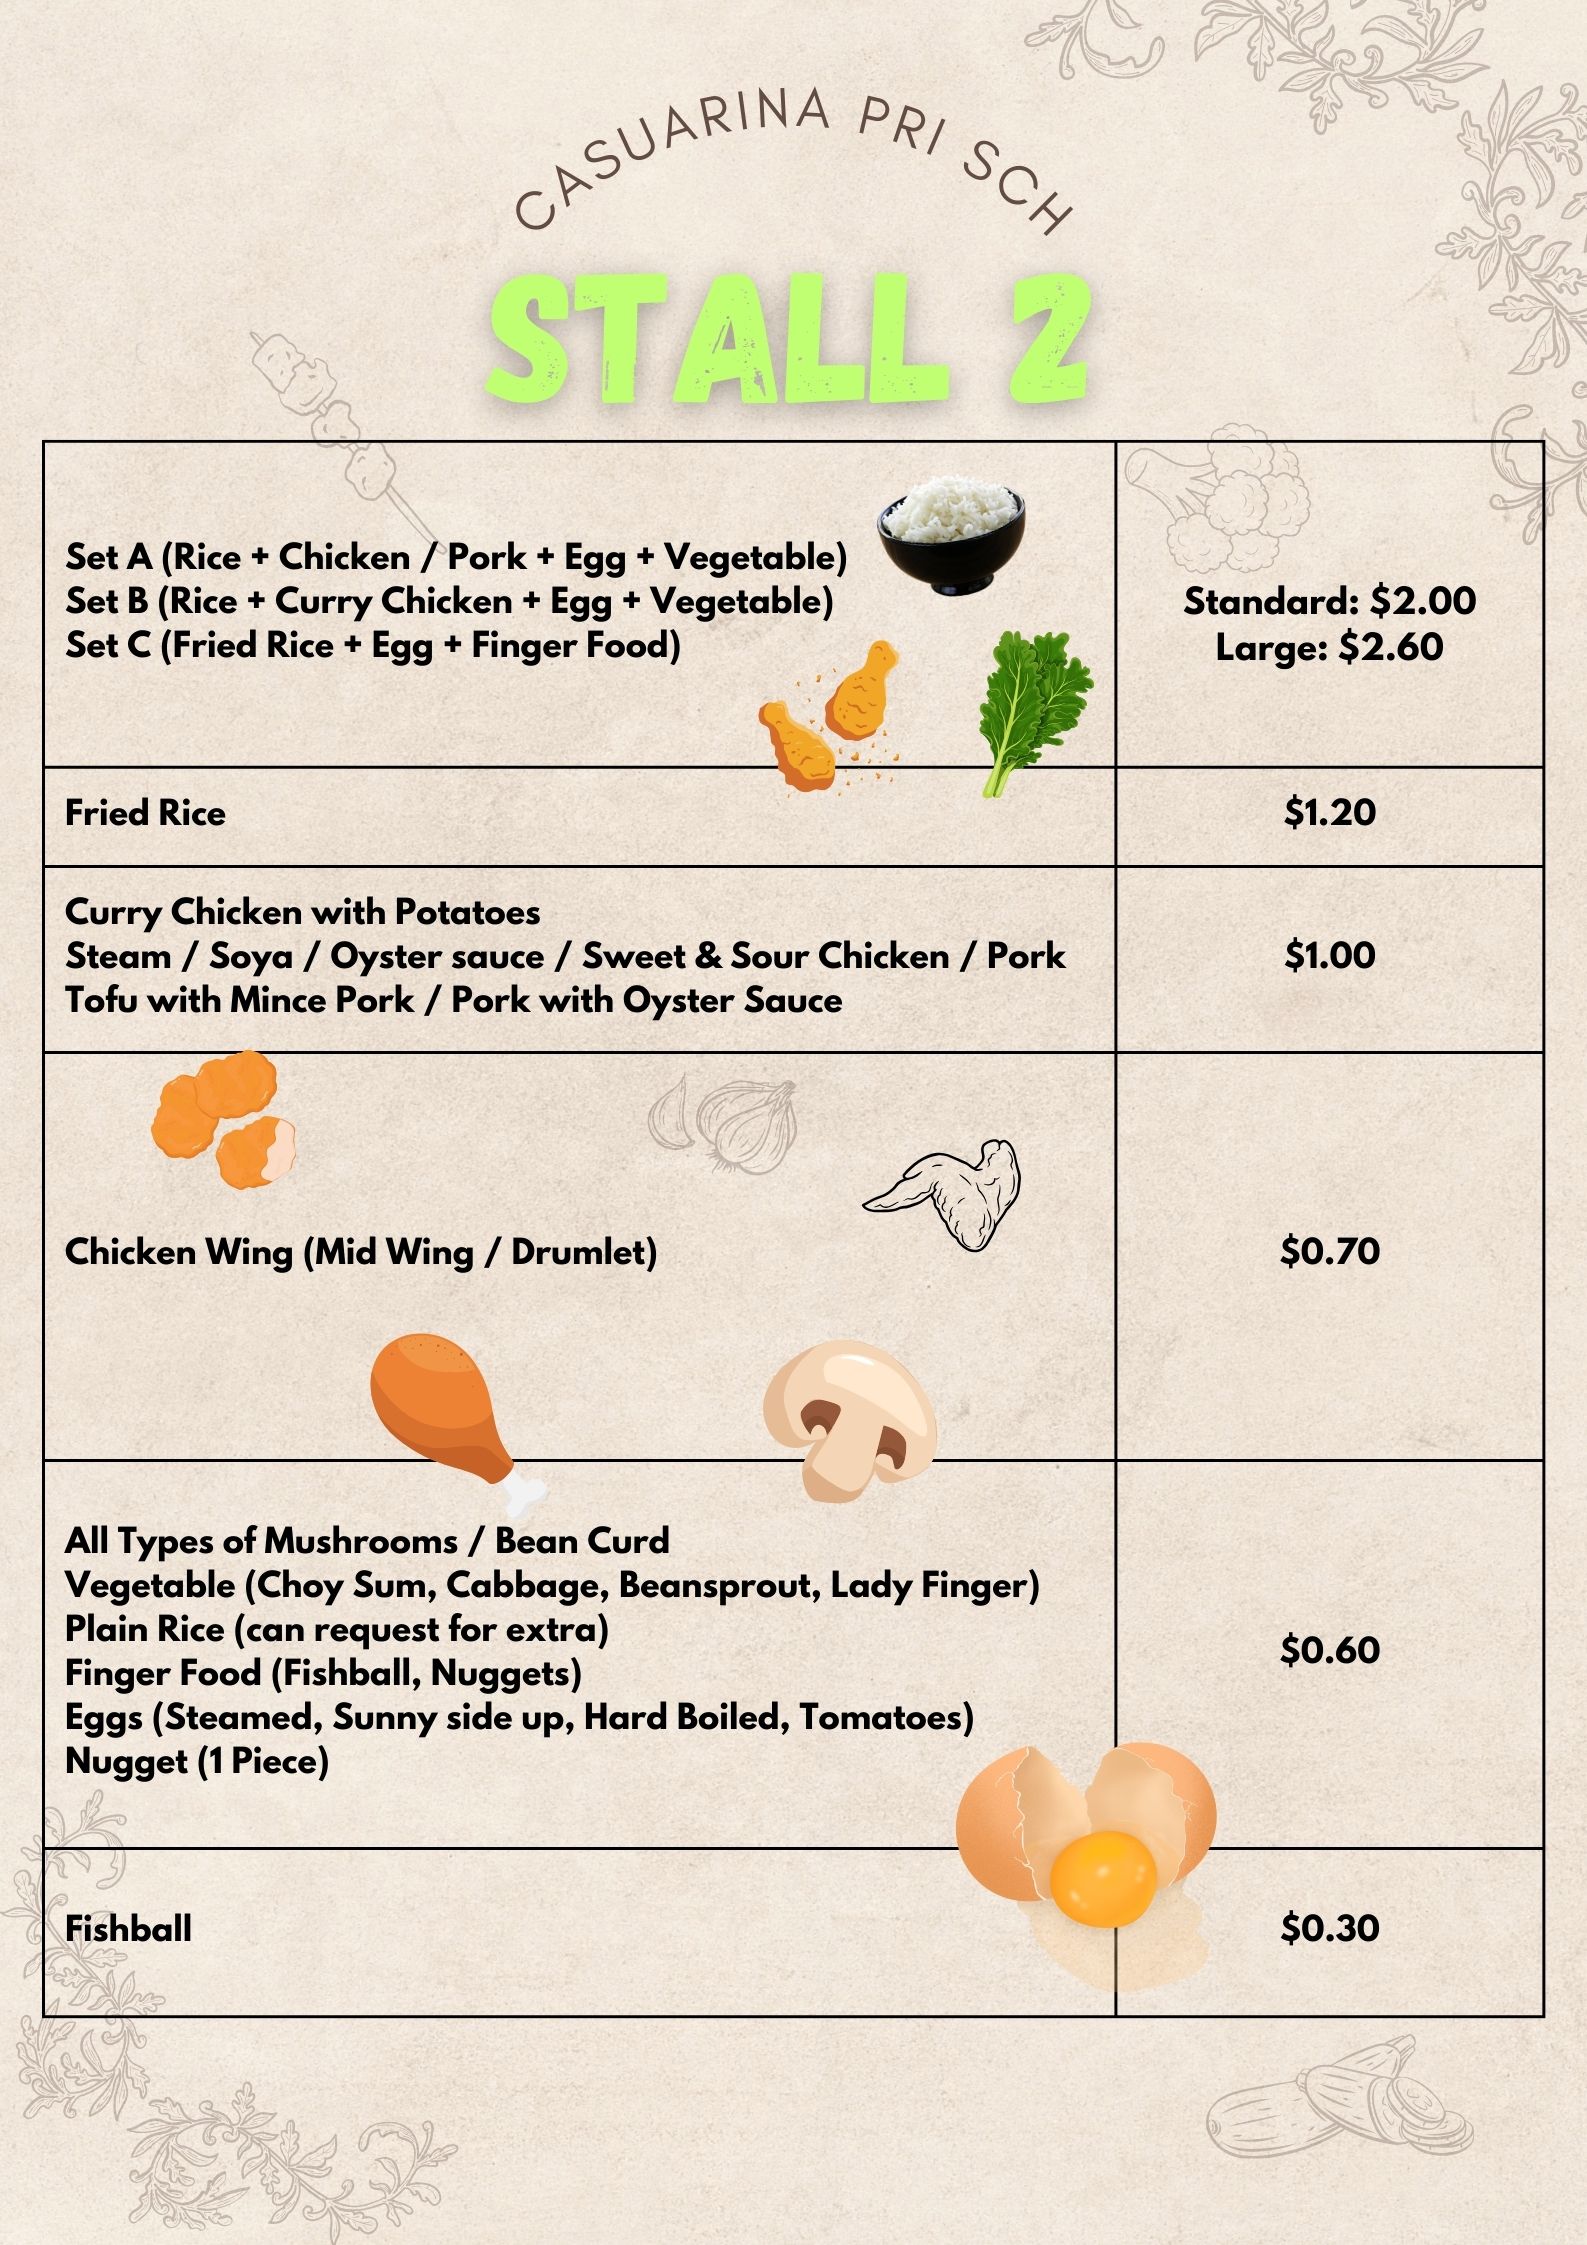 CASUARINA PRI SCH
STALL 2
Set A (Rice + Chicken / Pork + Egg + Vegetable)
Set B (Rice + Curry Chicken + Egg + Vegetable)
Set C (Fried Rice + Egg + Finger Food)
Standard: $2.00
Large: $2.60
Fried Rice
$1.20
Curry Chicken with Potatoes
Steam / Soya / Oyster sauce / Sweet & Sour Chicken / Pork
Tofu with Mince Pork / Pork with Oyster Sauce
$1.00
Chicken Wing (Mid Wing / Drumlet)
$0.70
All Types of Mushrooms / Bean Curd
Vegetable (Choy Sum, Cabbage, Beansprout, Lady Finger)
Plain Rice (can request for extra)
Finger Food (Fishball, Nuggets)
Eggs (Steamed, Sunny side up, Hard Boiled, Tomatoes)
Nugget (1 Piece)
$0.60
Fishball
$0.30